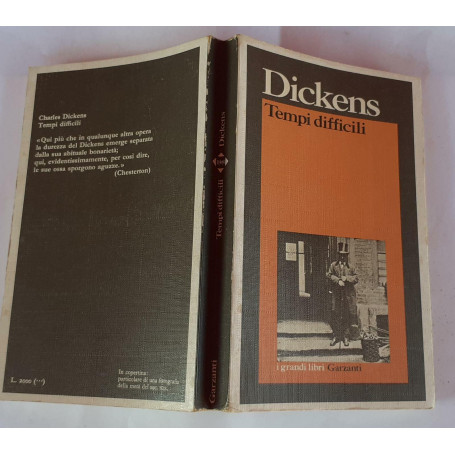 Charles Dickens
Tempi difficili
«Qui più che in qualunque altra opera
la durezza del Dickens emerge separata
dalla sua abituale bonarietà;
qui, evidentissimamente, per così dire,
le sue ossa sporgono aguzze.»
(Chesterton)
L. 2000 (***)
In copertina:
particolare di una fotografia
della metà del sec. XIX.
Dickens
Tempi difficili
Garzanti
Dickens
Tempi difficili
i grandi libri Garzanti